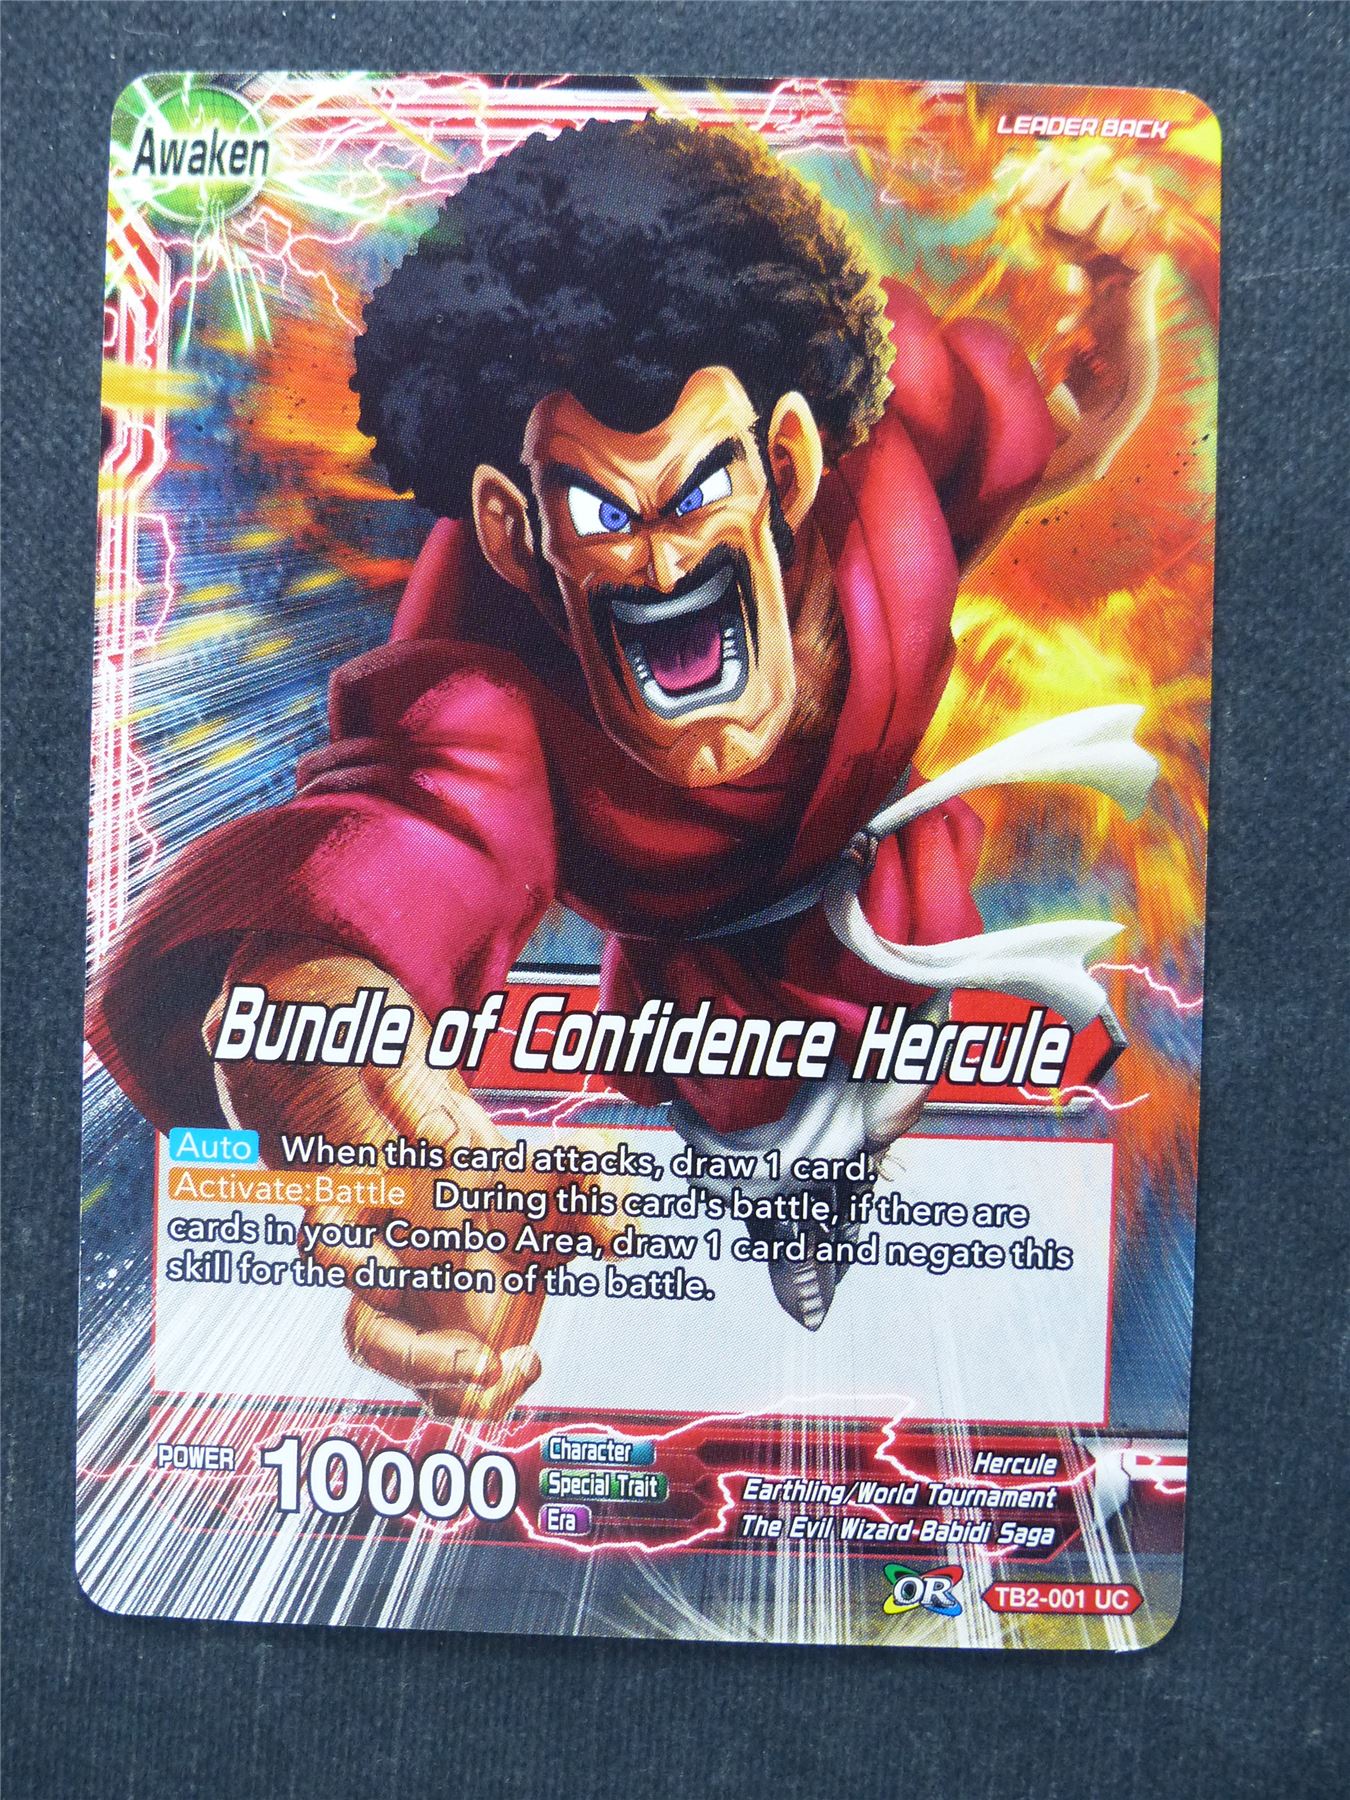 Awaken
LEADER BACK
Bundle of Confidence Hercule
Auto When this card attacks, draw 1 card.
Activate:Battle During this card's battle, if there are
cards in your Combo Area, draw 1 card and negate this
skill for the duration of the battle.
POWER 10000
Character Hercule
Special Trait Earthling/World Tournament
Era The Evil Wizard Babidi Saga
OR TB2-001 UC